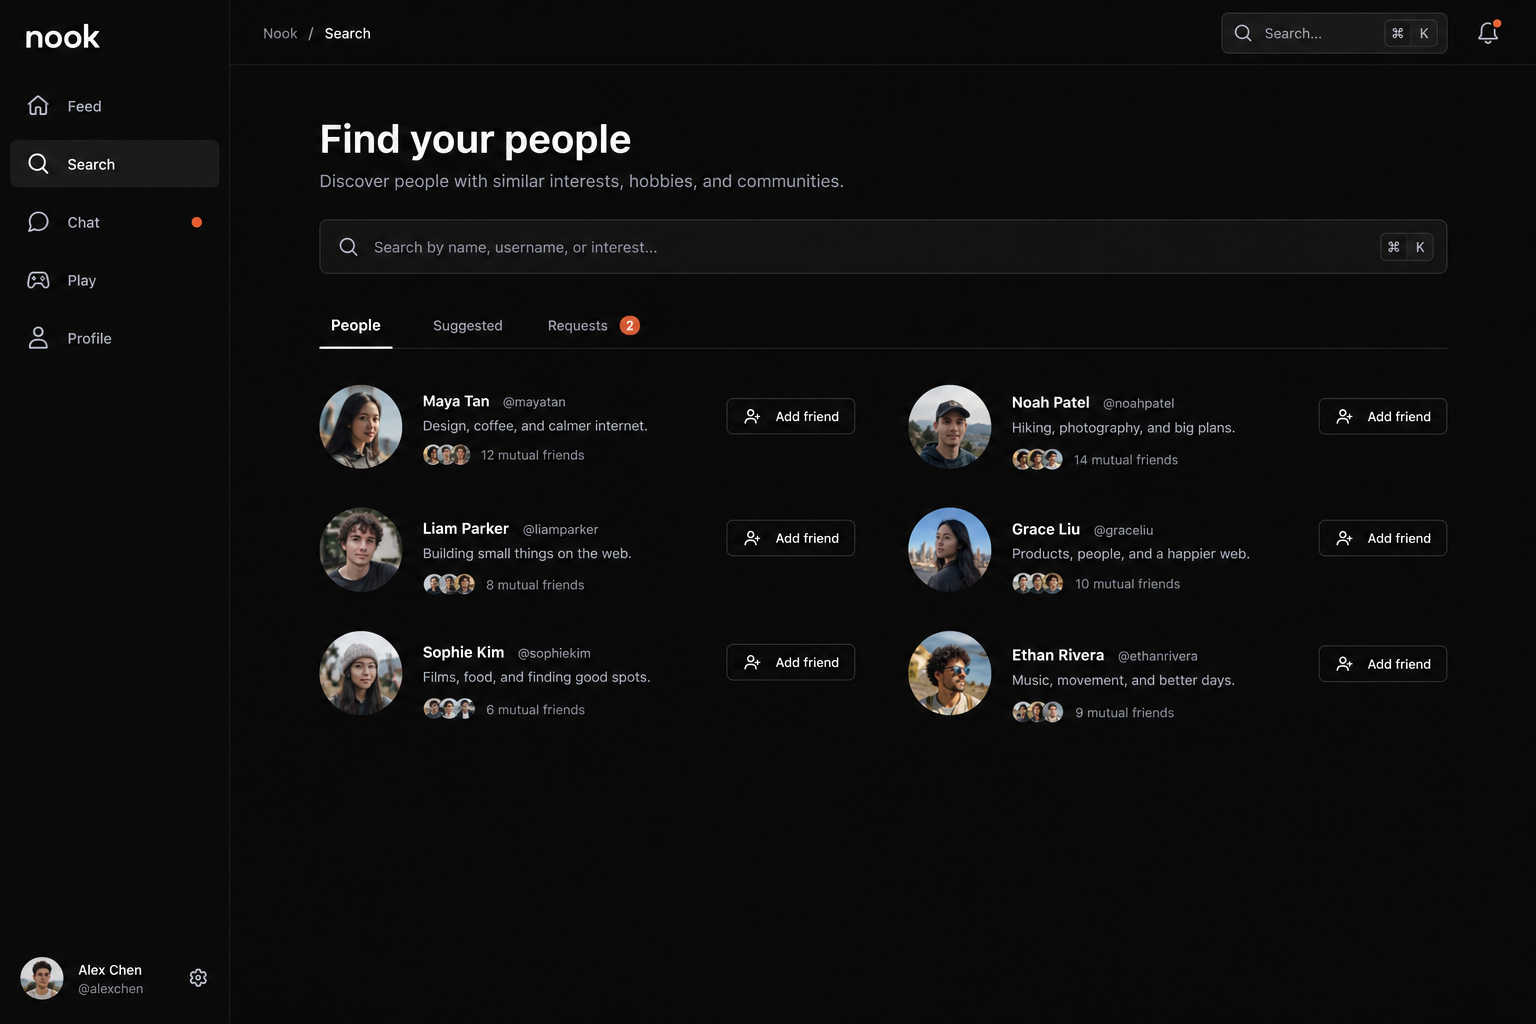 nook
Nook / Search
Search... ⌘ K
Feed
Search
Chat
Play
Profile
Find your people
Discover people with similar interests, hobbies, and communities.
Search by name, username, or interest... ⌘ K
People Suggested Requests 2
Maya Tan @mayatan
Design, coffee, and calmer internet.
12 mutual friends
Add friend
Noah Patel @noahpatel
Hiking, photography, and big plans.
14 mutual friends
Add friend
Liam Parker @liamparker
Building small things on the web.
8 mutual friends
Add friend
Grace Liu @graceliu
Products, people, and a happier web.
10 mutual friends
Add friend
Sophie Kim @sophiekim
Films, food, and finding good spots.
6 mutual friends
Add friend
Ethan Rivera @ethanrivera
Music, movement, and better days.
9 mutual friends
Add friend
Alex Chen
@alexchen